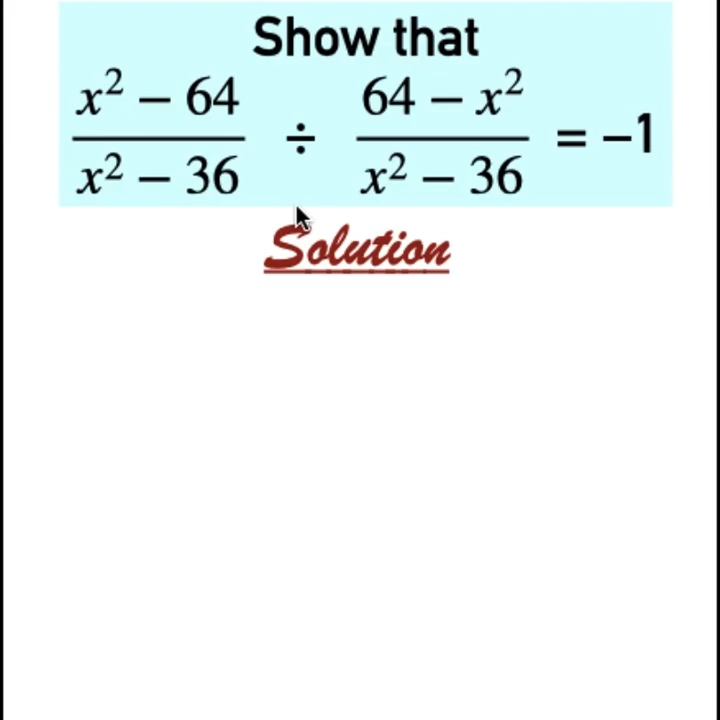 Show that
x² − 64 / x² − 36 ÷ 64 − x² / x² − 36 = −1
Solution